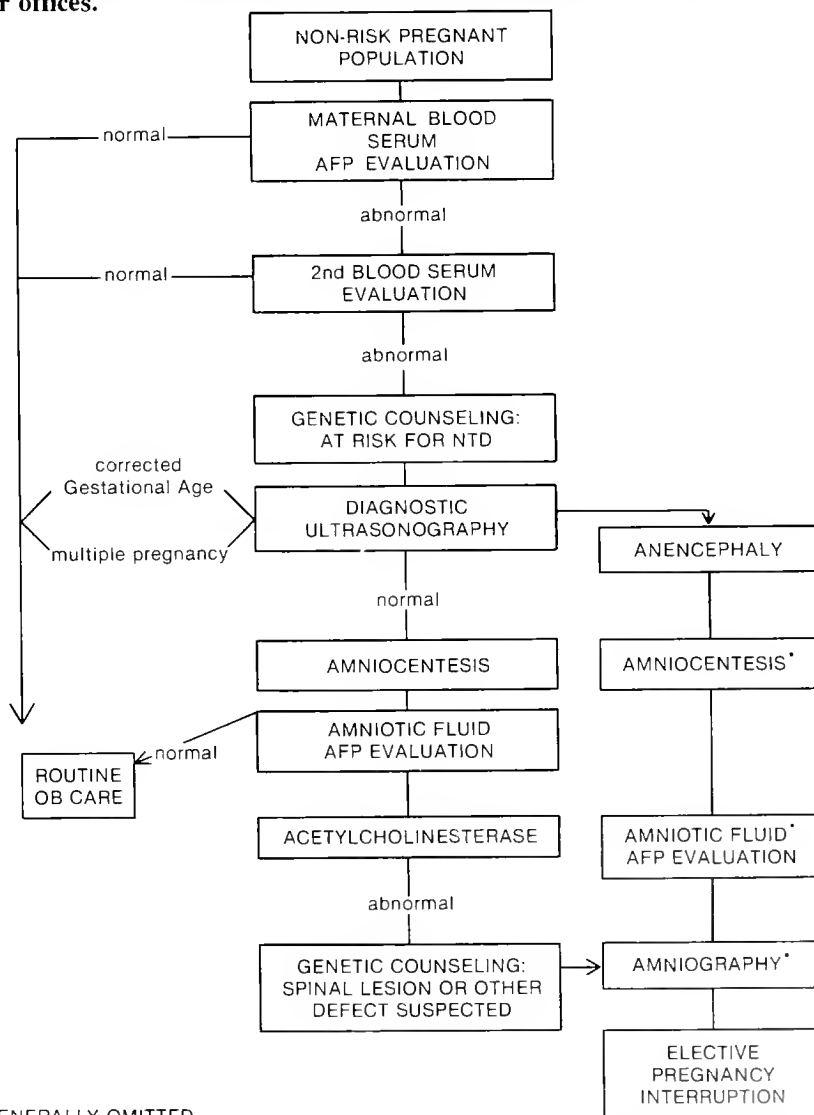 offices.
NON-RISK PREGNANT
POPULATION
MATERNAL BLOOD
SERUM
AFP EVALUATION
normal
abnormal
2nd BLOOD SERUM
EVALUATION
normal
abnormal
GENETIC COUNSELING:
AT RISK FOR NTD
corrected
Gestational Age
multiple pregnancy
DIAGNOSTIC
ULTRASONOGRAPHY
ANENCEPHALY
normal
AMNIOCENTESIS
AMNIOCENTESIS*
AMNIOTIC FLUID
AFP EVALUATION
normal
ROUTINE
OB CARE
ACETYLCHOLINESTERASE
AMNIOTIC FLUID*
AFP EVALUATION
abnormal
GENETIC COUNSELING:
SPINAL LESION OR OTHER
DEFECT SUSPECTED
AMNIOGRAPHY*
ELECTIVE
PREGNANCY
INTERRUPTION
OMITTED